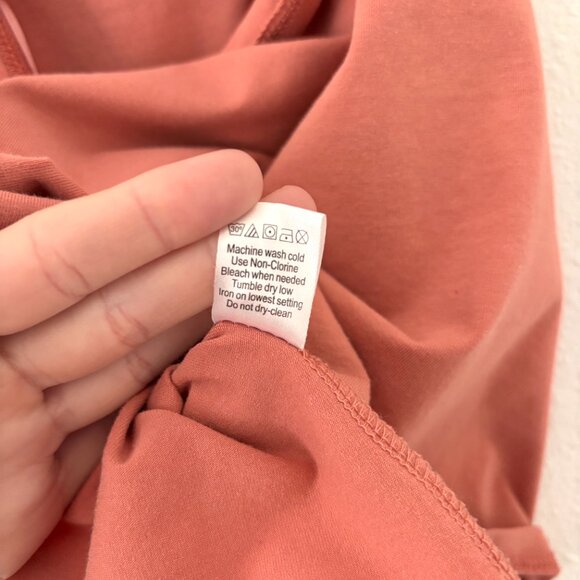 30°
Machine wash cold
Use Non-Clorine
Bleach when needed
Tumble dry low
Iron on lowest setting
Do not dry-clean